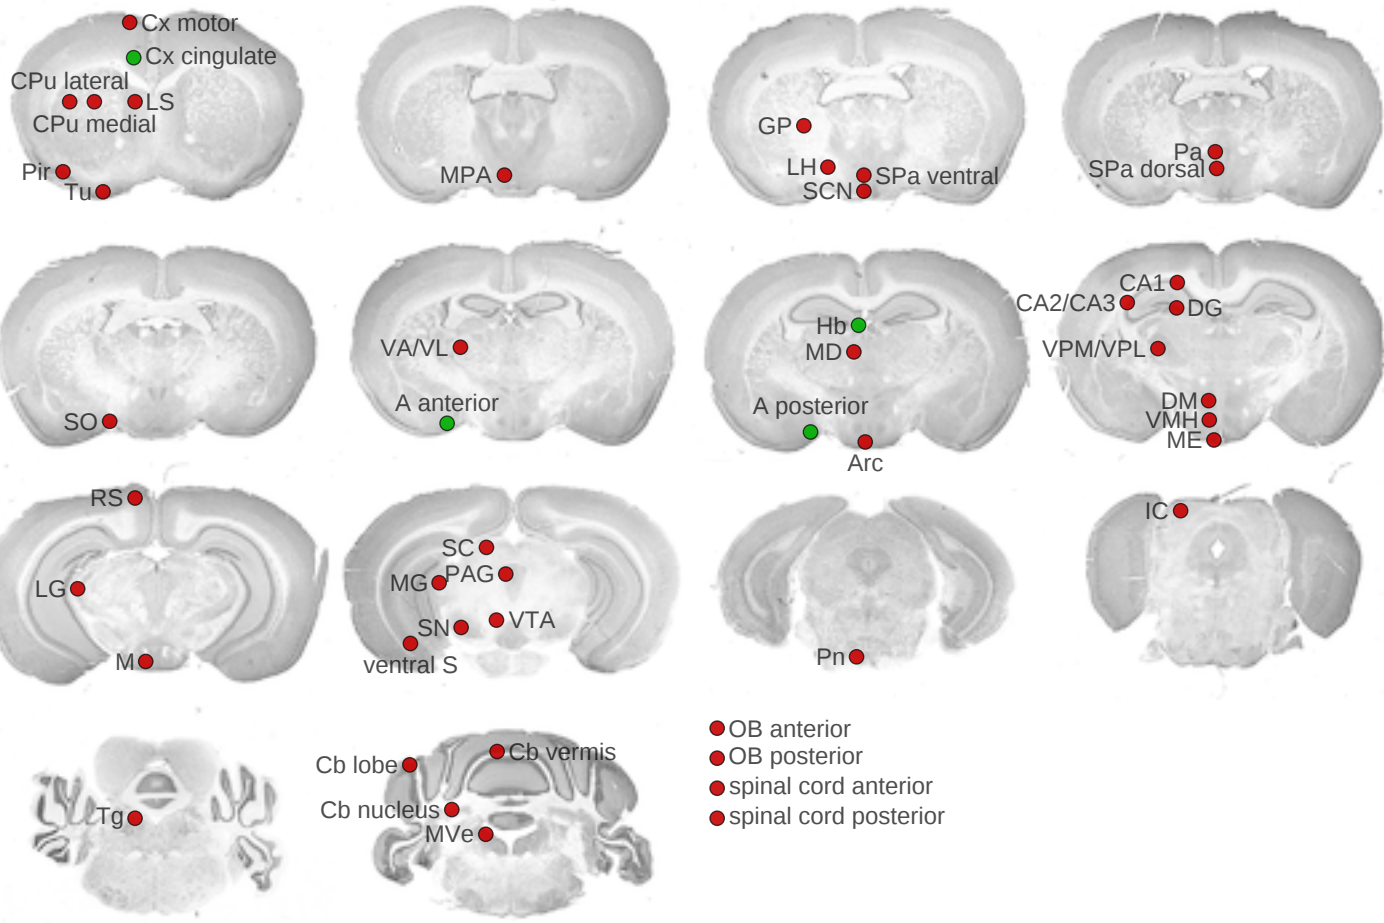 Cx motor
Cx cingulate
CPu lateral
LS
CPu medial
Pir
Tu
MPA
GP
LH
SPa ventral
SCN
Pa
SPa dorsal
SO
VA/VL
A anterior
Hb
MD
A posterior
Arc
CA1
CA2/CA3
DG
VPM/VPL
DM
VMH
ME
RS
LG
M
SC
MG
PAG
SN
VTA
ventral S
Pn
IC
Tg
Cb lobe
Cb vermis
Cb nucleus
MVe
OB anterior
OB posterior
spinal cord anterior
spinal cord posterior